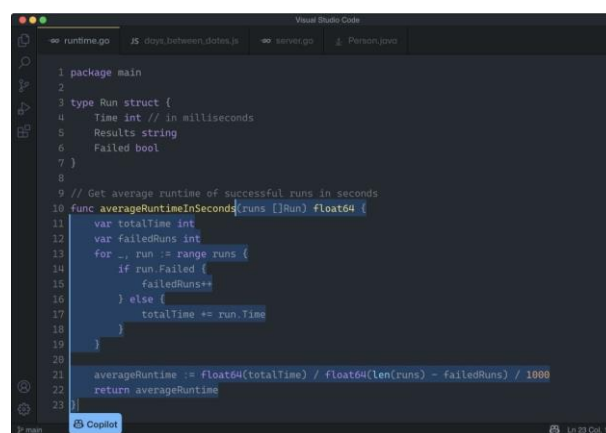 Visual Studio Code
runtime.go
JS days_between_dates.js
server.go
Person.java
1 package main
2
3 type Run struct {
4     Time int // in milliseconds
5     Results string
6     Failed bool
7 }
8
9 // Get average runtime of successful runs in seconds
10 func averageRuntimeInSeconds(runs []Run) float64 {
11     var totalTime int
12     var failedRuns int
13     for _, run := range runs {
14         if run.Failed {
15             failedRuns++
16         } else {
17             totalTime += run.Time
18         }
19     }
20
21     averageRuntime := float64(totalTime) / float64(len(runs) - failedRuns) / 1000
22     return averageRuntime
23 }
Copilot
main
Ln 23 Col